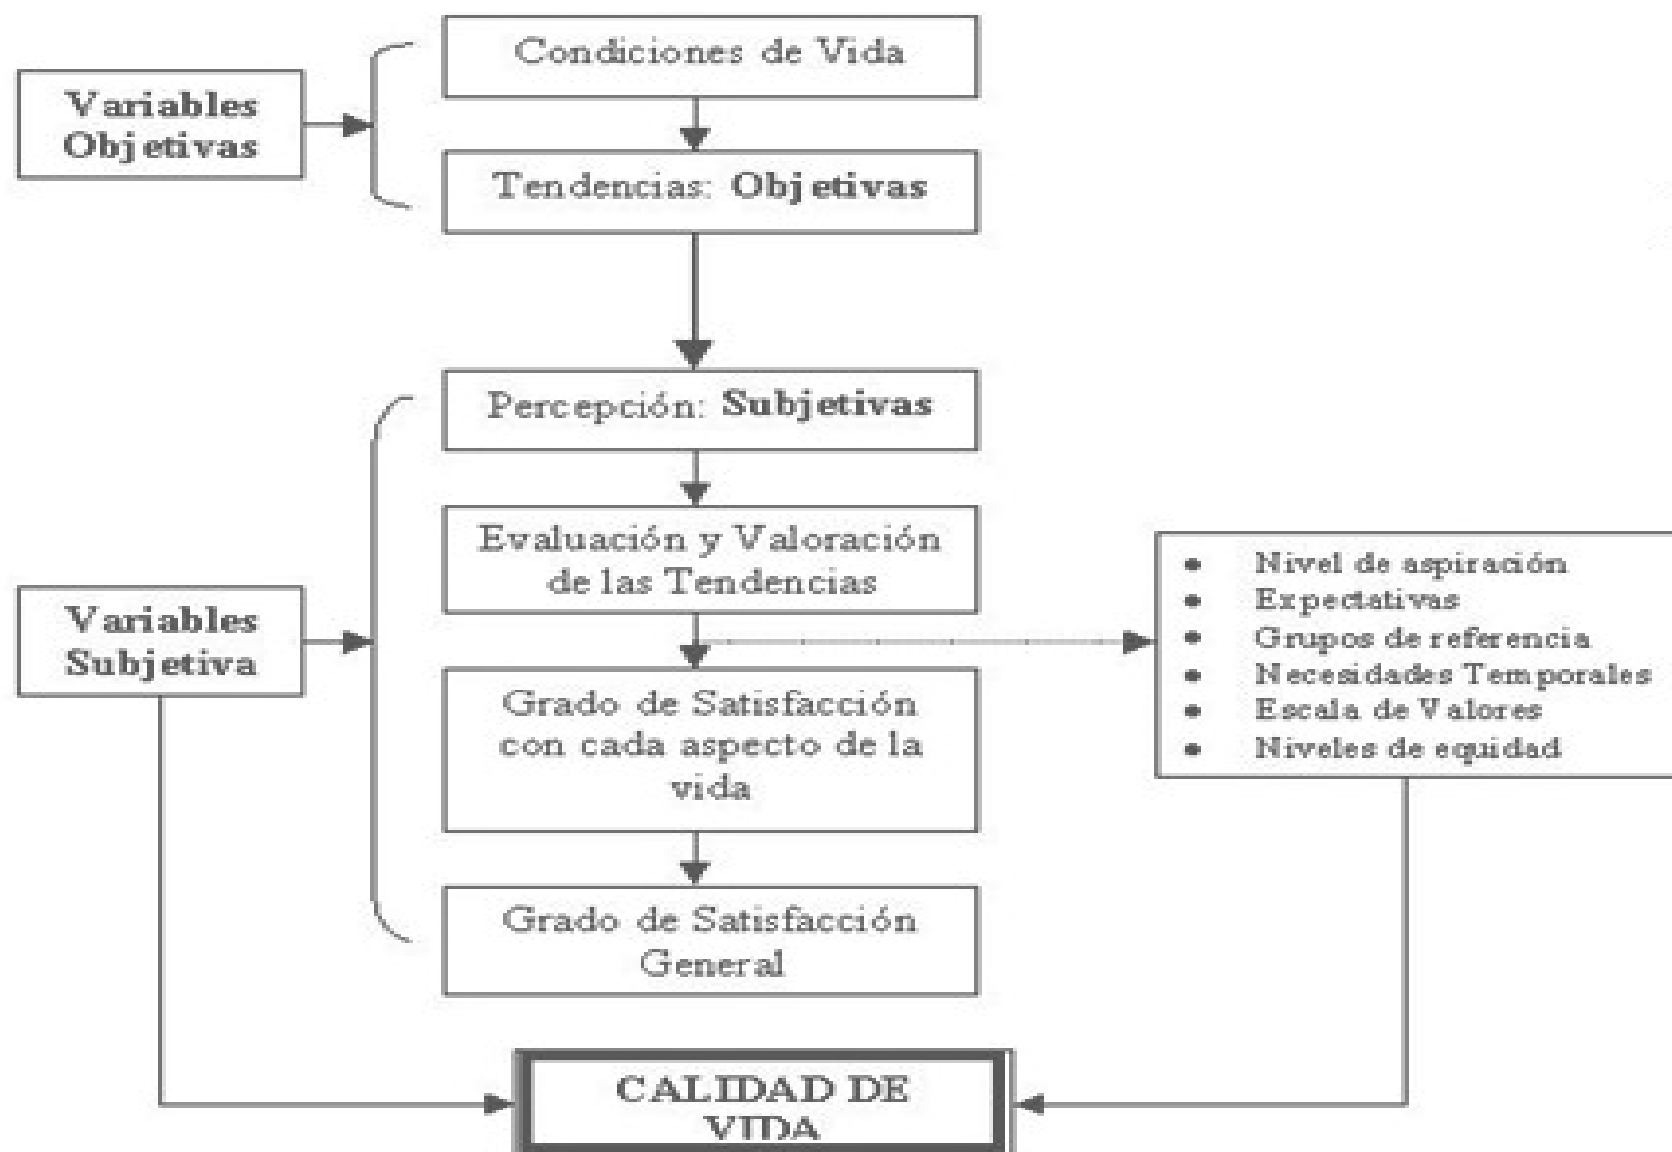 Condiciones de Vida
Variables
Objetivas
Tendencias: Objetivas
Percepción: Subjetivas
Evaluación y Valoración
de las Tendencias
Variables
Subjetiva
Grado de Satisfacción
con cada aspecto de la
vida
Grado de Satisfacción
General
• Nivel de aspiración
• Expectativas
• Grupos de referencia
• Necesidades Temporales
• Escala de Valores
• Niveles de equidad
CALIDAD DE
VIDA